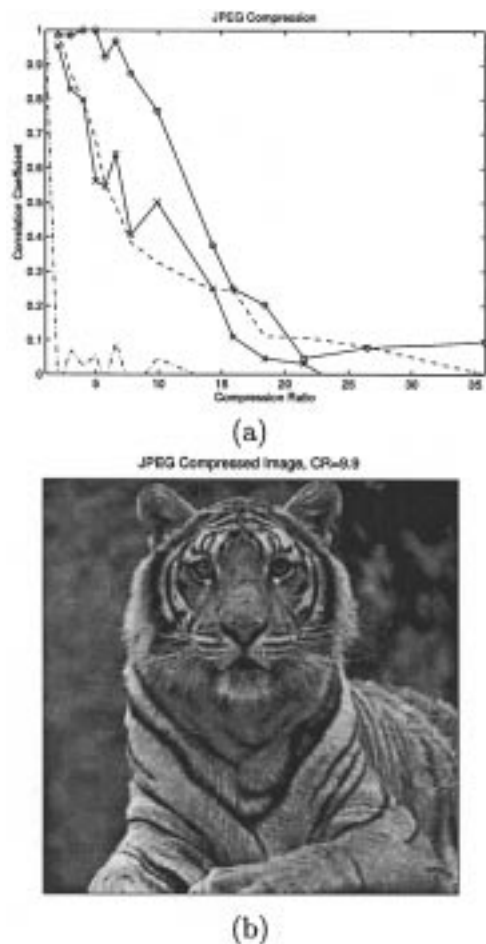 JPEG Compression
1
0.9
0.8
0.7
0.6
0.5
0.4
0.3
0.2
0.1
0
Correlation Coefficient
5 10 15 20 25 30 35
Compression Ratio
(a)
JPEG Compressed Image, CR=9.9
(b)